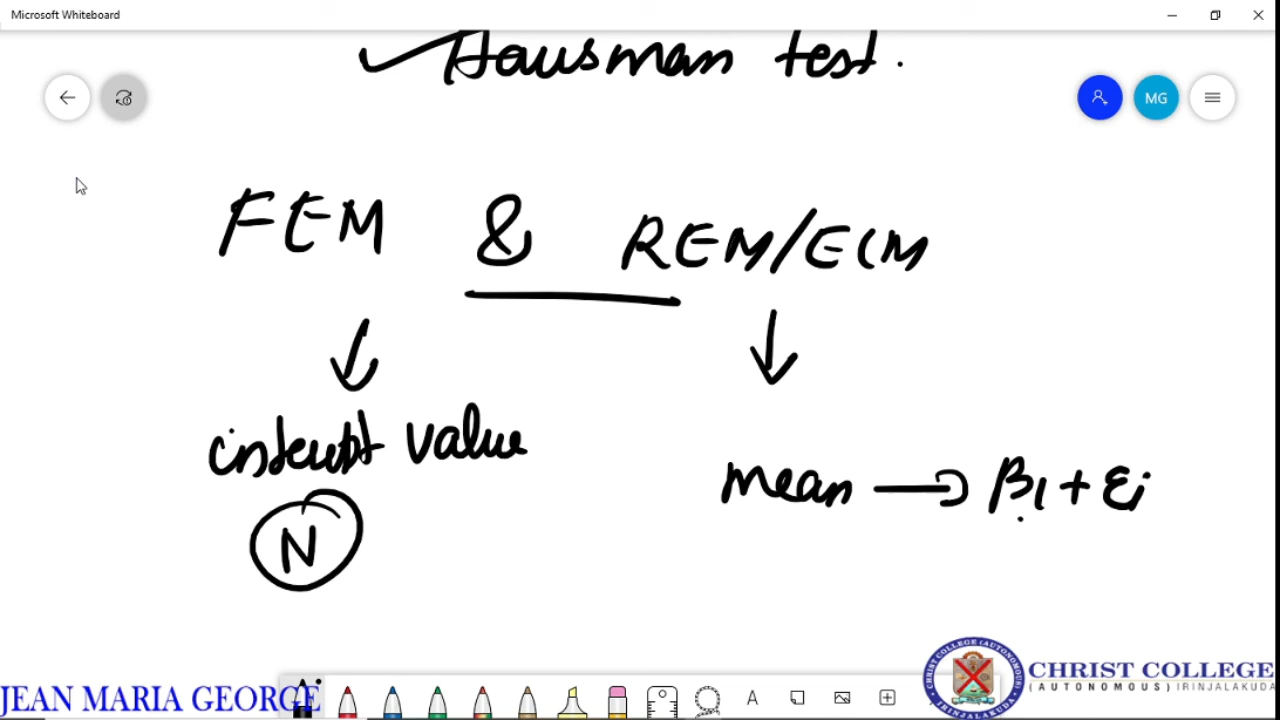 Microsoft Whiteboard
Hausman test.
MG
FEM & REM/ECM
intercept value
N
mean → β1 + εi
A
JEAN MARIA GEORGE
CHRIST COLLEGE
(AUTONOMOUS) IRINJALAKUDA